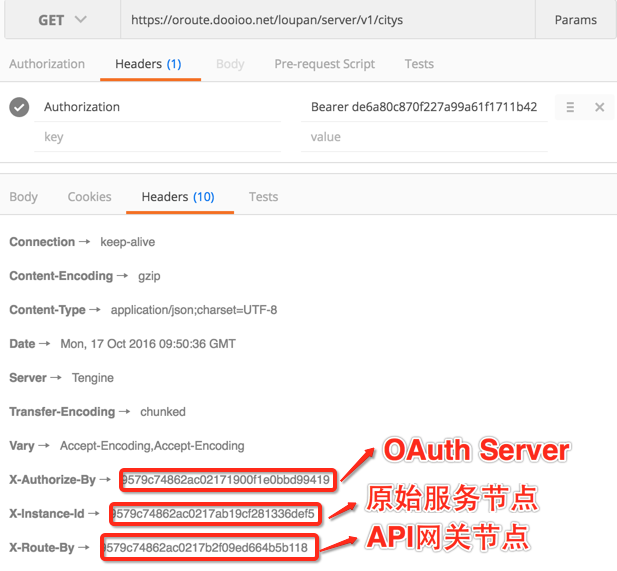 GET https://oroute.dooioo.net/loupan/server/v1/citys Params
Authorization Headers (1) Body Pre-request Script Tests
Authorization Bearer de6a80c870f227a99a61f1711b42
key value
Body Cookies Headers (10) Tests
Connection → keep-alive
Content-Encoding → gzip
Content-Type → application/json;charset=UTF-8
Date → Mon, 17 Oct 2016 09:50:36 GMT
Server → Tengine
Transfer-Encoding → chunked
Vary → Accept-Encoding,Accept-Encoding
OAuth Server
X-Authorize-By → 9579c74862ac02171900f1e0bbd99419
X-Instance-Id → 9579c74862ac0217ab19cf281336def5 原始服务节点
X-Route-By → 9579c74862ac0217b2f09ed664b5b118 API网关节点